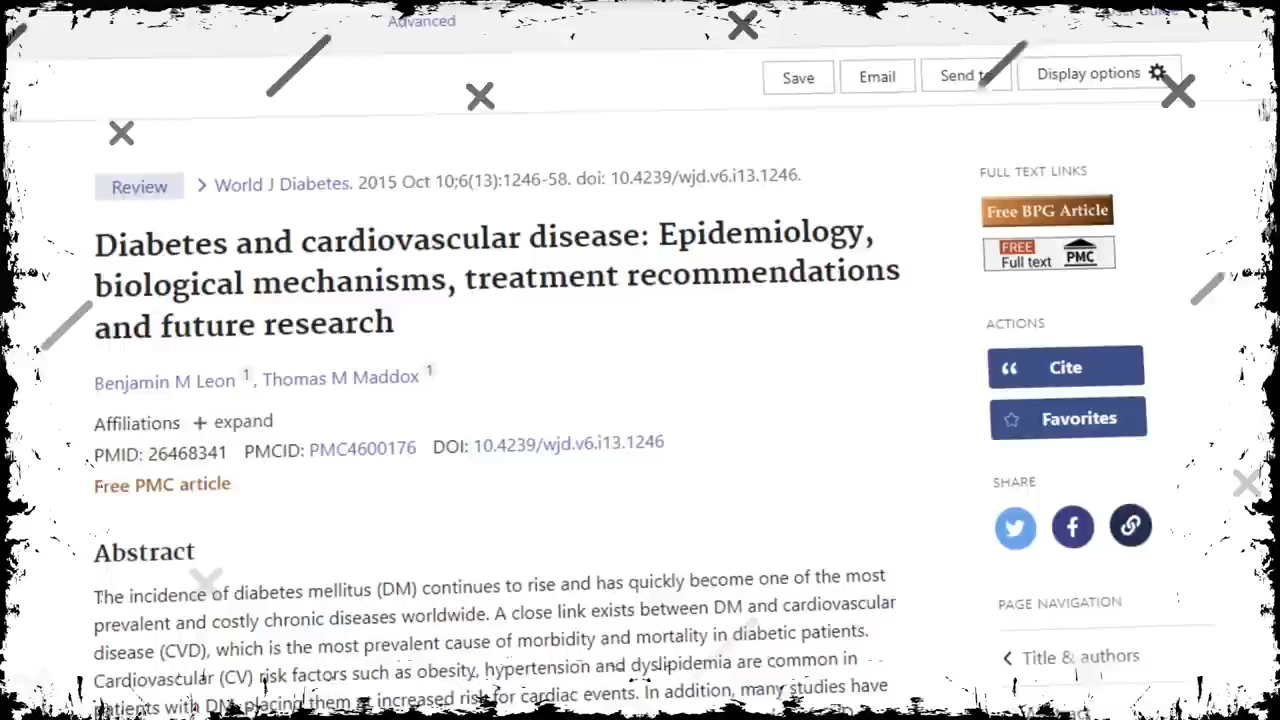 Advanced
Save Email Send to Display options
Review World J Diabetes. 2015 Oct 10;6(13):1246-58. doi: 10.4239/wjd.v6.i13.1246.
Diabetes and cardiovascular disease: Epidemiology,
biological mechanisms, treatment recommendations
and future research
Benjamin M Leon 1, Thomas M Maddox 1
Affiliations + expand
PMID: 26468341 PMCID: PMC4600176 DOI: 10.4239/wjd.v6.i13.1246
Free PMC article
Abstract
The incidence of diabetes mellitus (DM) continues to rise and has quickly become one of the most
prevalent and costly chronic diseases worldwide. A close link exists between DM and cardiovascular
disease (CVD), which is the most prevalent cause of morbidity and mortality in diabetic patients.
Cardiovascular (CV) risk factors such as obesity, hypertension and dyslipidemia are common in
patients with DM, placing them at increased risk for cardiac events. In addition, many studies have
FULL TEXT LINKS
Free BPG Article
FREE
Full text PMC
ACTIONS
Cite
Favorites
SHARE
PAGE NAVIGATION
Title & authors
Abstract